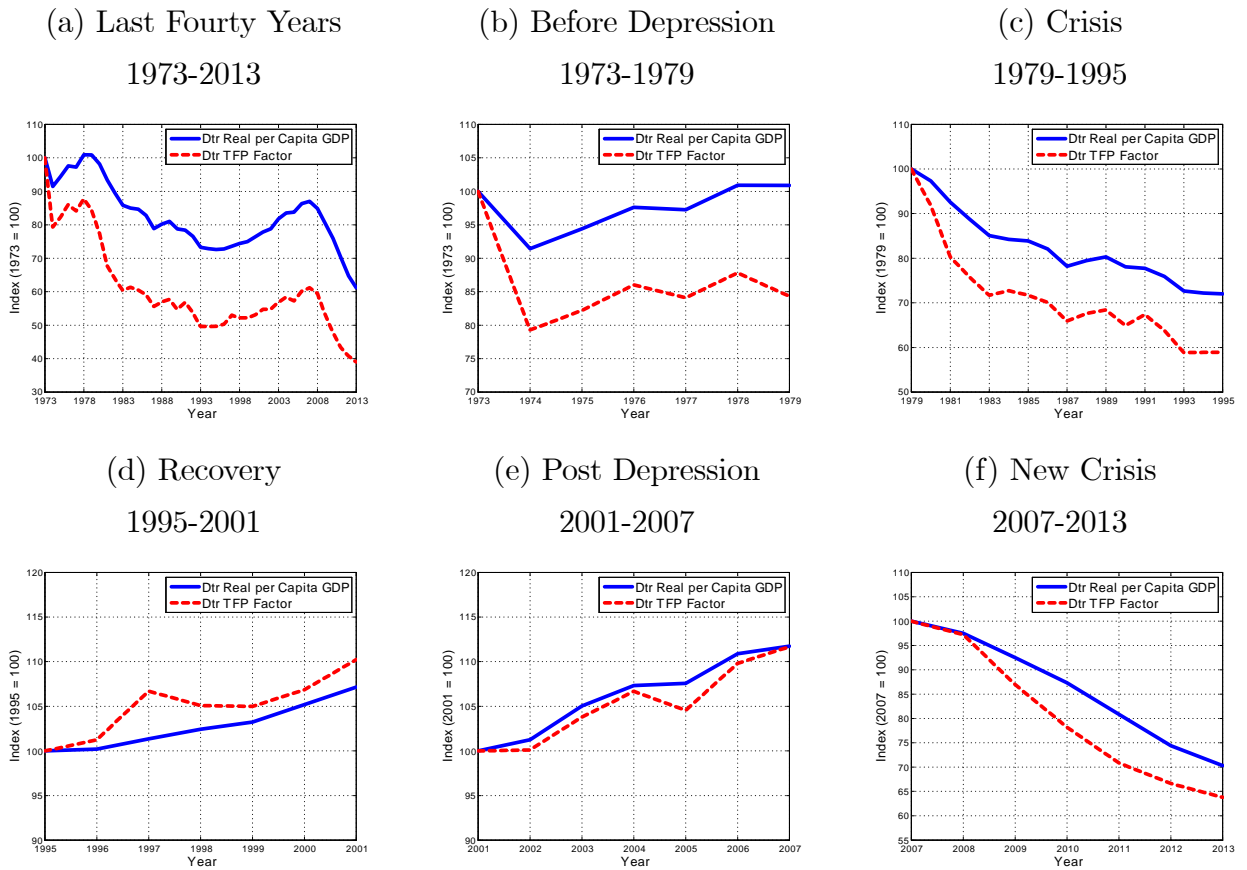 (a) Last Fourty Years
1973-2013
110
100
90
80
70
60
50
40
30
Index (1973 = 100)
Dtr Real per Capita GDP
Dtr TFP Factor
1973 1978 1983 1988 1993 1998 2003 2008 2013
Year
(b) Before Depression
1973-1979
110
105
100
95
90
85
80
75
70
Index (1973 = 100)
Dtr Real per Capita GDP
Dtr TFP Factor
1973 1974 1975 1976 1977 1978 1979
Year
(c) Crisis
1979-1995
110
100
90
80
70
60
50
Index (1979 = 100)
Dtr Real per Capita GDP
Dtr TFP Factor
1979 1981 1983 1985 1987 1989 1991 1993 1995
Year
(d) Recovery
1995-2001
120
115
110
105
100
95
90
Index (1995 = 100)
Dtr Real per Capita GDP
Dtr TFP Factor
1995 1996 1997 1998 1999 2000 2001
Year
(e) Post Depression
2001-2007
120
115
110
105
100
95
90
Index (2001 = 100)
Dtr Real per Capita GDP
Dtr TFP Factor
2001 2002 2003 2004 2005 2006 2007
Year
(f) New Crisis
2007-2013
110
105
100
95
90
85
80
75
70
65
60
55
Index (2007 = 100)
Dtr Real per Capita GDP
Dtr TFP Factor
2007 2008 2009 2010 2011 2012 2013
Year